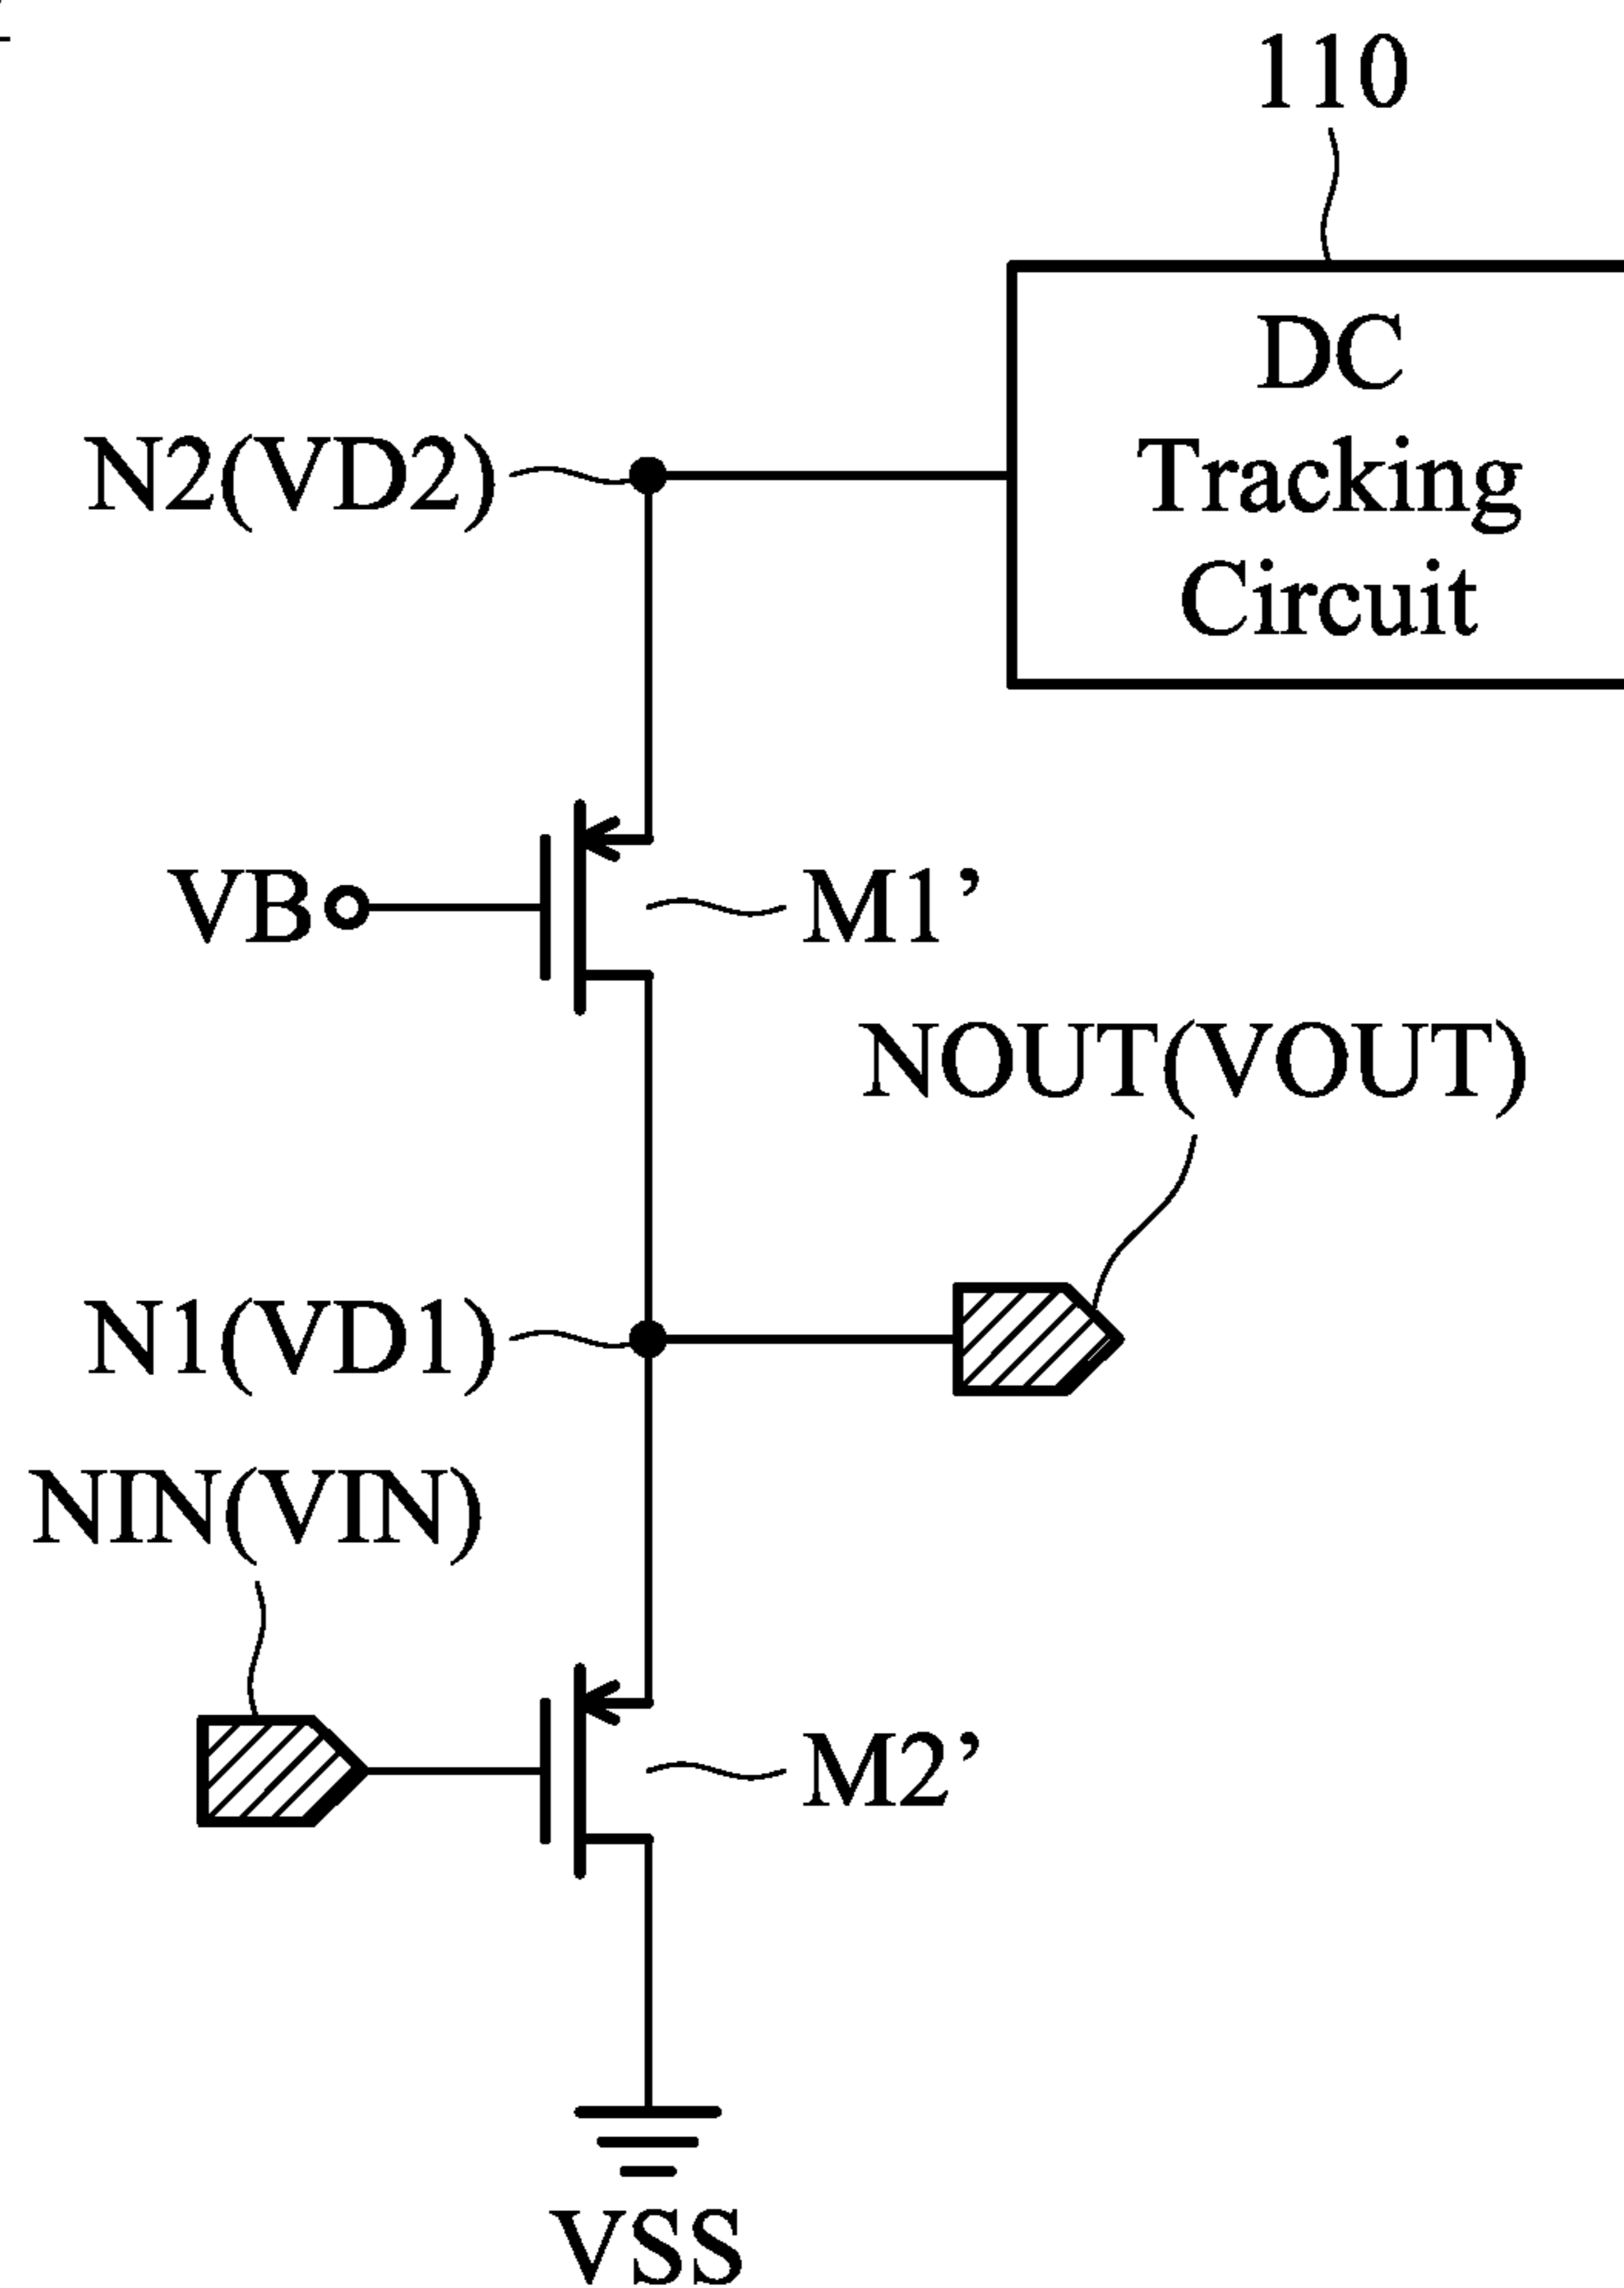 110
DC
Tracking
Circuit
N2(VD2)
VB
M1’
NOUT(VOUT)
N1(VD1)
NIN(VIN)
M2’
VSS